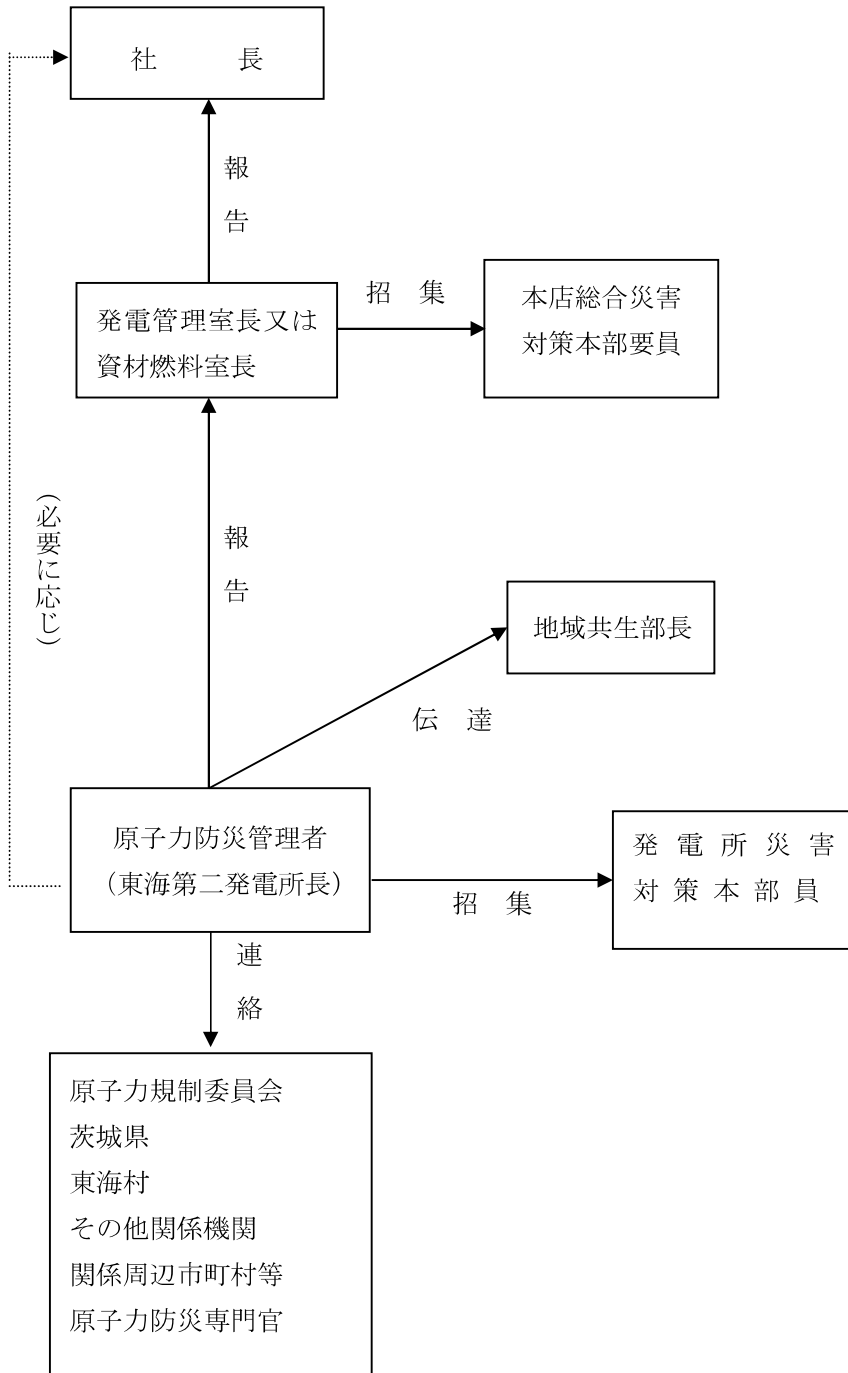 社　　長
報告
招　集
発電管理室長又は
資材燃料室長
本店総合災害
対策本部要員
(必要に応じ)
報告
地域共生部長
伝　達
原子力防災管理者
（東海第二発電所長）
招　集
発電所災害
対策本部員
連絡
原子力規制委員会
茨城県
東海村
その他関係機関
関係周辺市町村等
原子力防災専門官